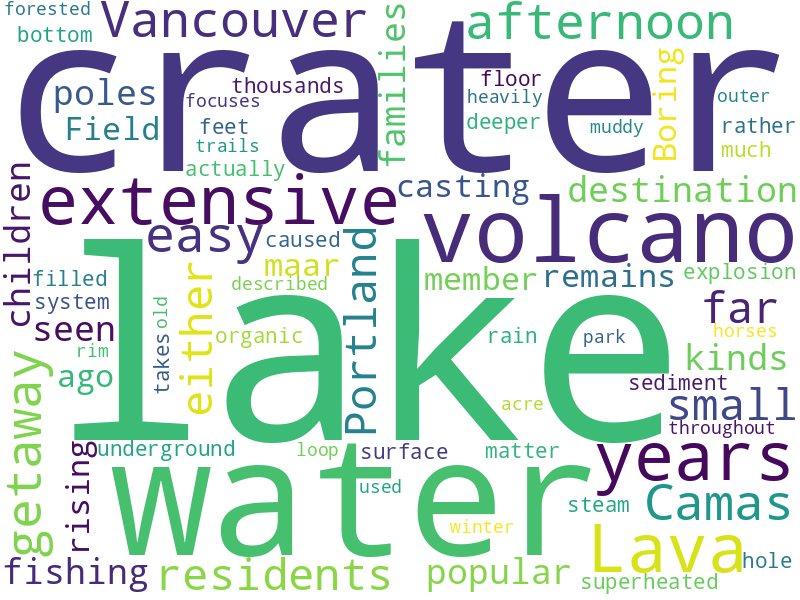 forested
bottom
Vancouver
families
afternoon
crater
poles
thousands
focuses
Field
feet
trails
actually
floor
heavily
deeper
muddy
Boring
outer
rather
much
children
extensive
casting
destination
volcano
easy
caused
filled
system
seen
old
takes
described
maar
Portland
member
remains
explosion
far
horses
rim
ago
either
organic
lake
rain
park
kinds
sediment
small
acre
throughout
getaway
rising
underground
loop
surface
matter
years
water
used
winter
steam
Camas
Lava
hole
fishing
residents
popular
superheated